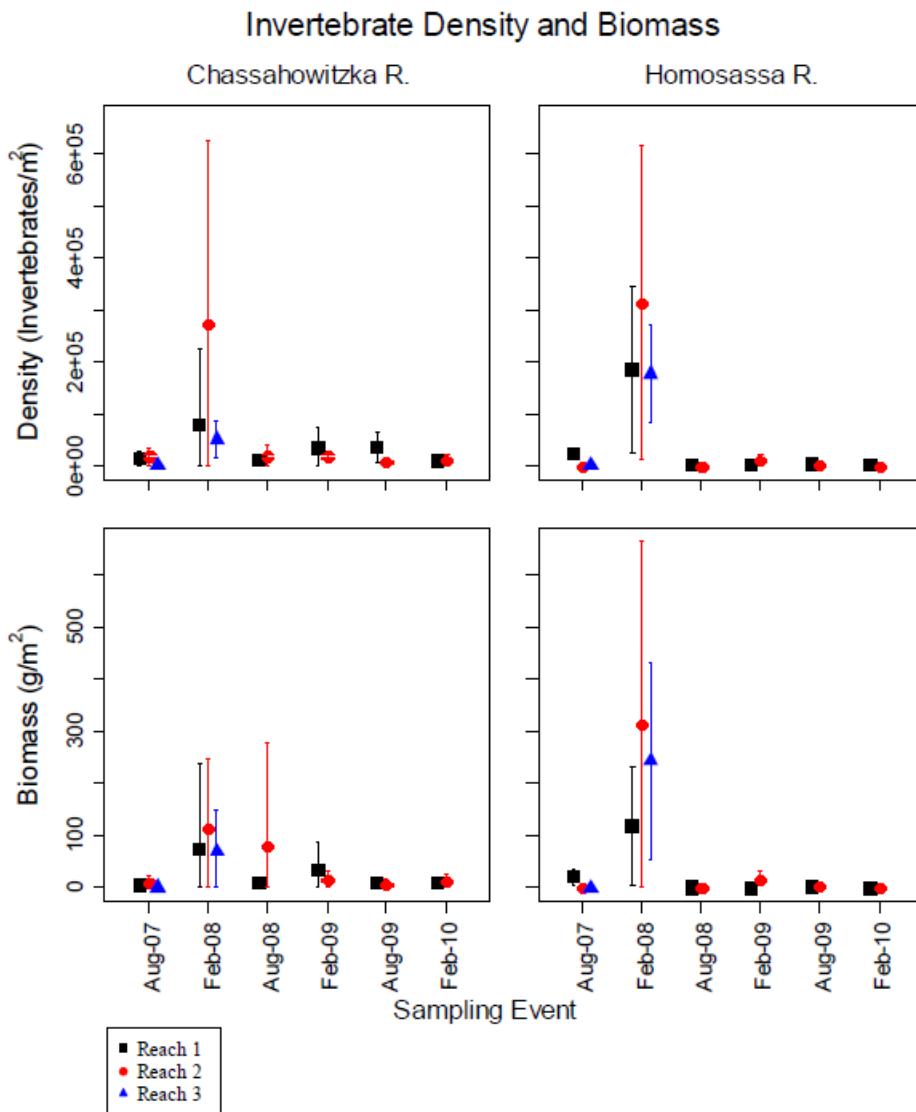 Invertebrate Density and Biomass
Chassahowitzka R.
Homosassa R.
Density (Invertebrates/m²)
6e+05
4e+05
2e+05
0e+00
Biomass (g/m²)
500
300
100
0
Aug-07
Feb-08
Aug-08
Feb-09
Aug-09
Feb-10
Aug-07
Feb-08
Aug-08
Feb-09
Aug-09
Feb-10
Sampling Event
Reach 1
Reach 2
Reach 3